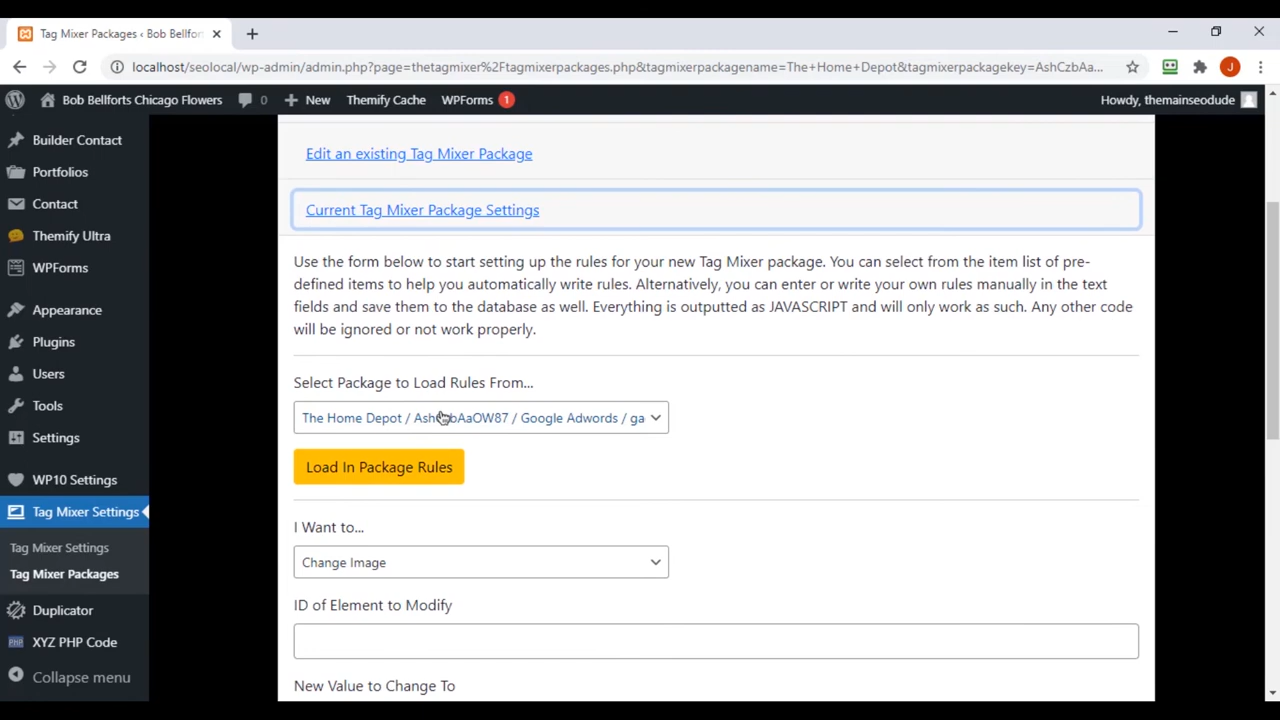 Tag Mixer Packages ‹ Bob Bellfor
localhost/seolocal/wp-admin/admin.php?page=thetagmixer%2Ftagmixerpackages.php&tagmixerpackagename=The+Home+Depot&tagmixerpackagekey=AshCzbAa...
J
Bob Bellforts Chicago Flowers
0
New
Themify Cache
WPForms 1
Howdy, themainseodude
Builder Contact
Portfolios
Contact
Themify Ultra
WPForms
Appearance
Plugins
Users
Tools
Settings
WP10 Settings
Tag Mixer Settings
Tag Mixer Settings
Tag Mixer Packages
Duplicator
PHP XYZ PHP Code
Collapse menu
Edit an existing Tag Mixer Package
Current Tag Mixer Package Settings
Use the form below to start setting up the rules for your new Tag Mixer package. You can select from the item list of pre-
defined items to help you automatically write rules. Alternatively, you can enter or write your own rules manually in the text
fields and save them to the database as well. Everything is outputted as JAVASCRIPT and will only work as such. Any other code
will be ignored or not work properly.
Select Package to Load Rules From...
The Home Depot / / Google Adwords / ga
Load In Package Rules
I Want to...
Change Image
ID of Element to Modify
New Value to Change To